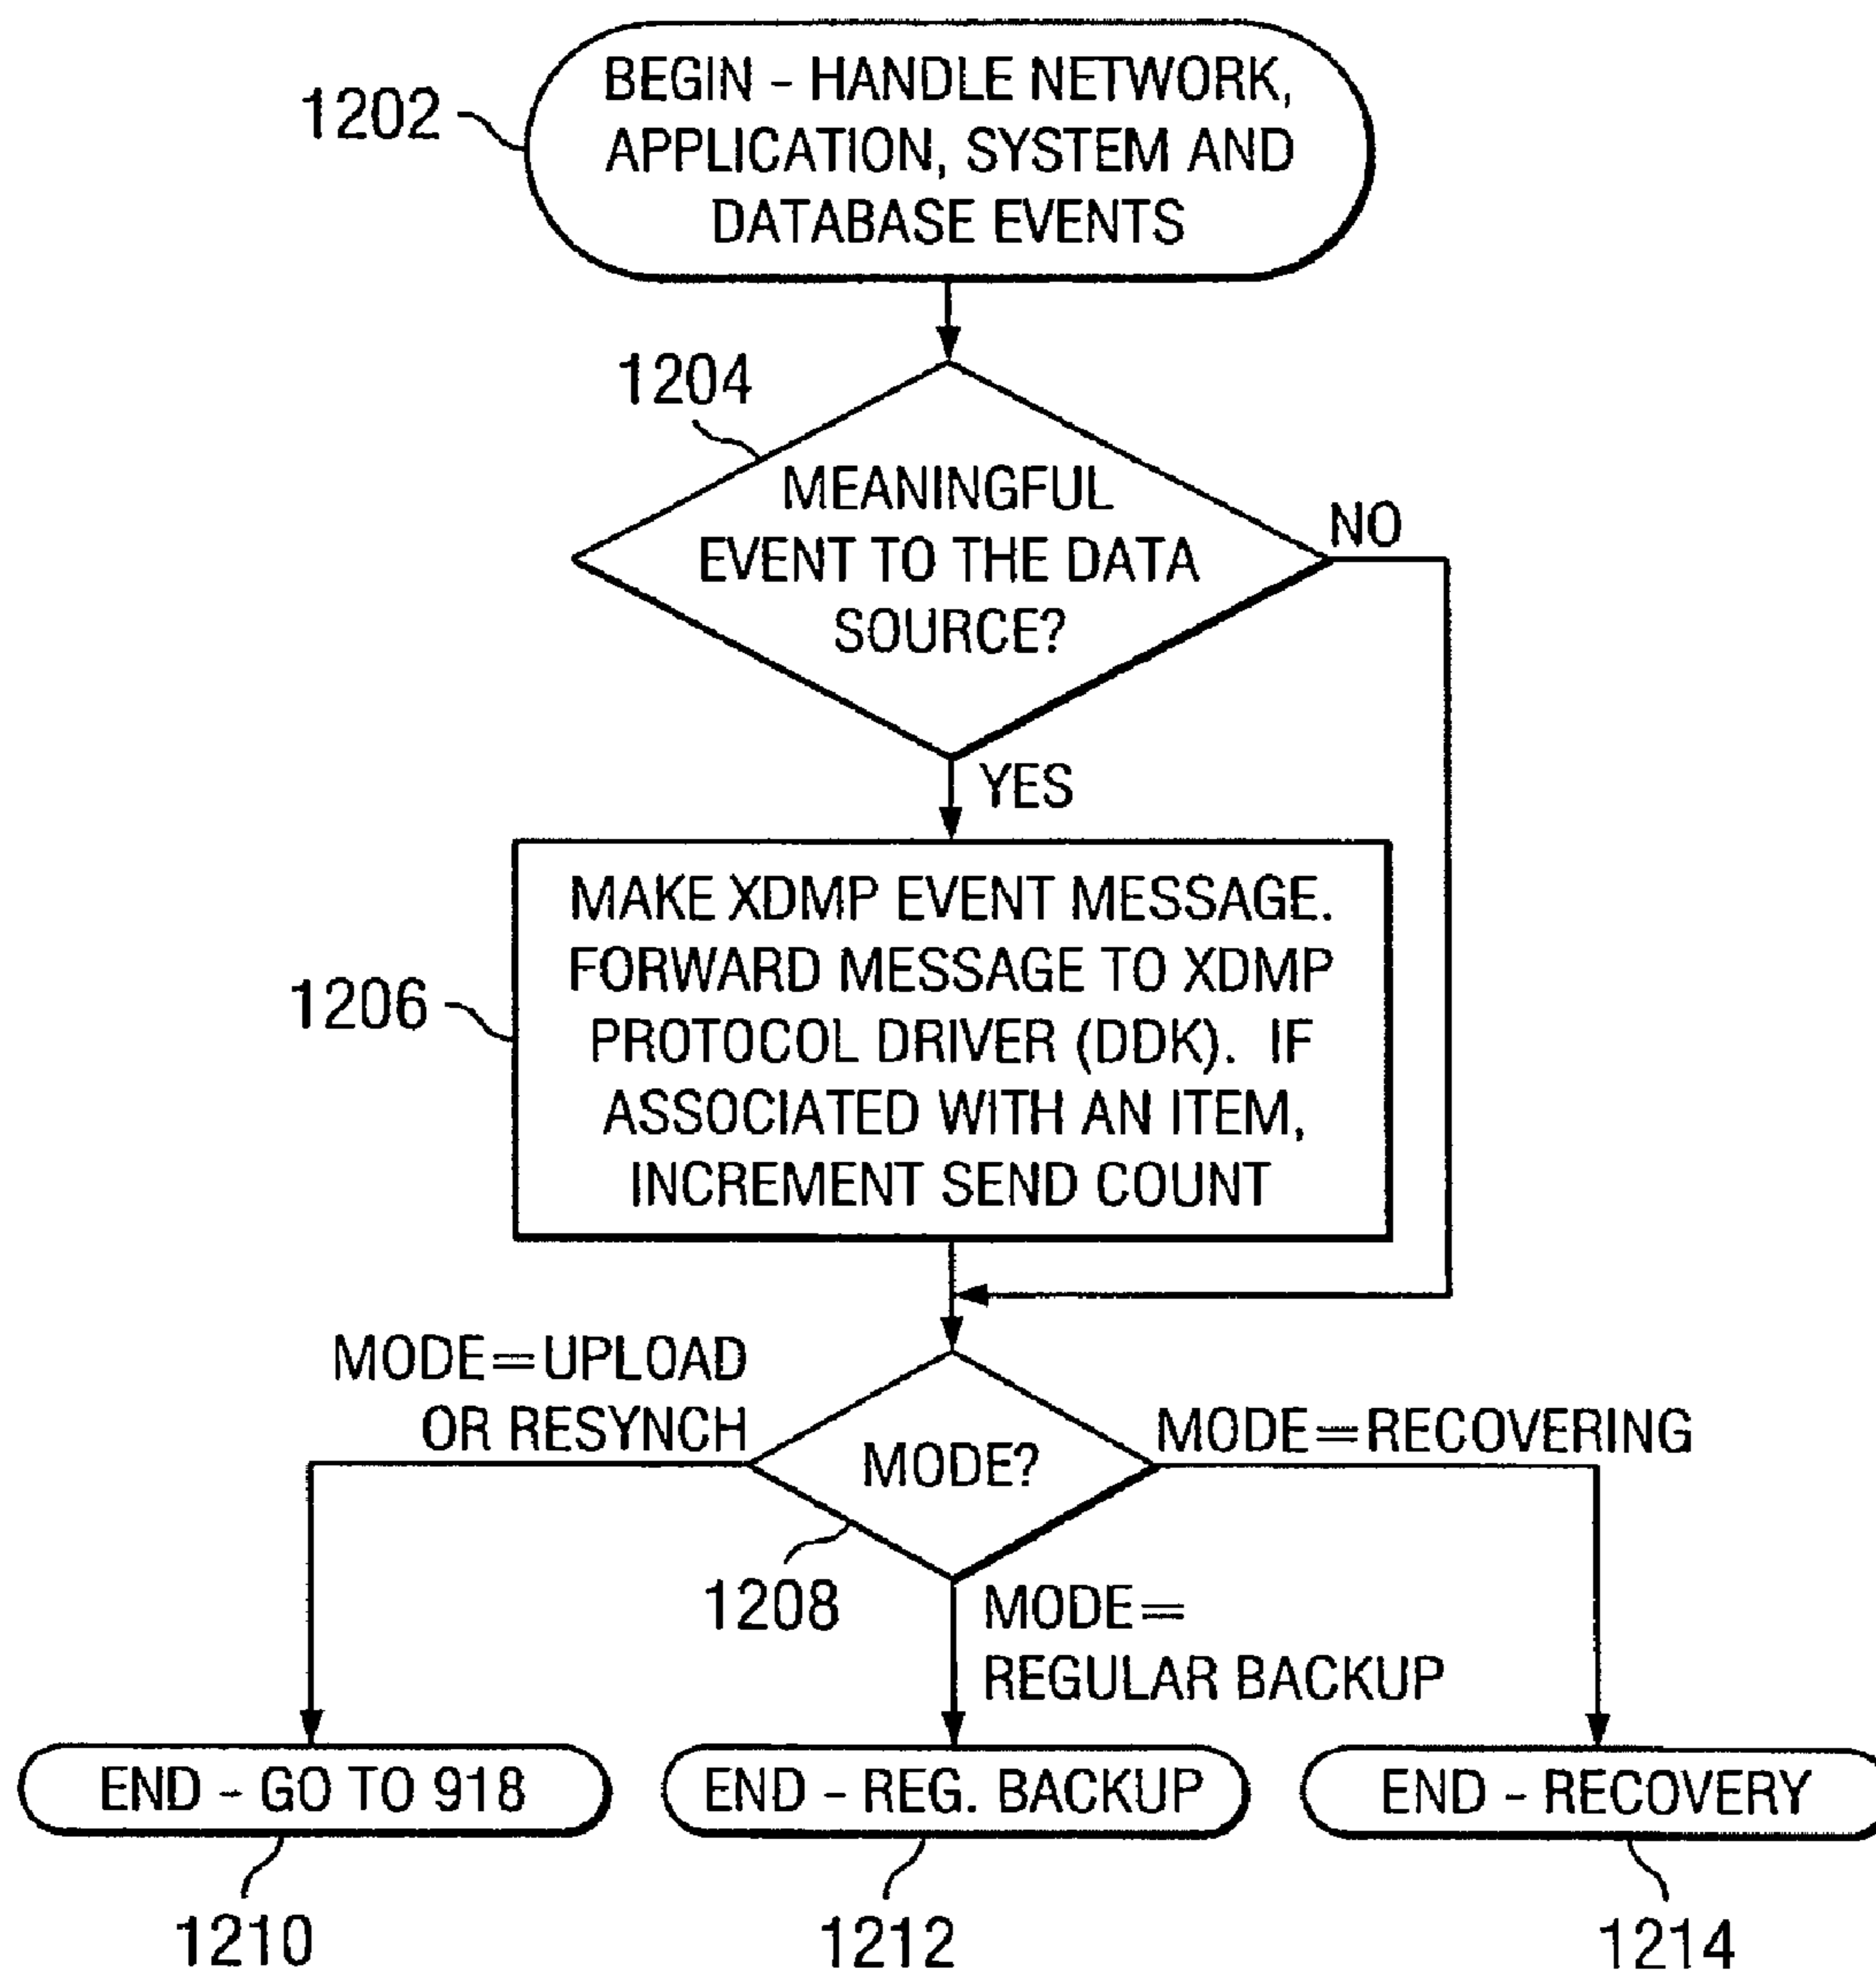 1202
BEGIN - HANDLE NETWORK,
APPLICATION, SYSTEM AND
DATABASE EVENTS
1204
MEANINGFUL
EVENT TO THE DATA
SOURCE?
NO
YES
1206
MAKE XDMP EVENT MESSAGE.
FORWARD MESSAGE TO XDMP
PROTOCOL DRIVER (DDK). IF
ASSOCIATED WITH AN ITEM,
INCREMENT SEND COUNT
MODE=UPLOAD
OR RESYNCH
MODE?
MODE=RECOVERING
1208
MODE=
REGULAR BACKUP
END - GO TO 918
END - REG. BACKUP
END - RECOVERY
1210
1212
1214